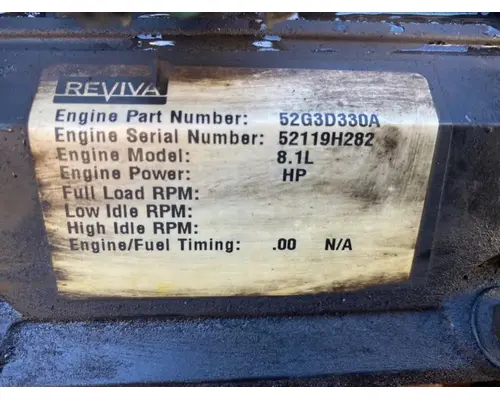 REVIVA
Engine Part Number: 52G3D330A
Engine Serial Number: 52119H282
Engine Model: 8.1L
Engine Power: HP
Full Load RPM:
Low Idle RPM:
High Idle RPM:
Engine/Fuel Timing: .00 N/A